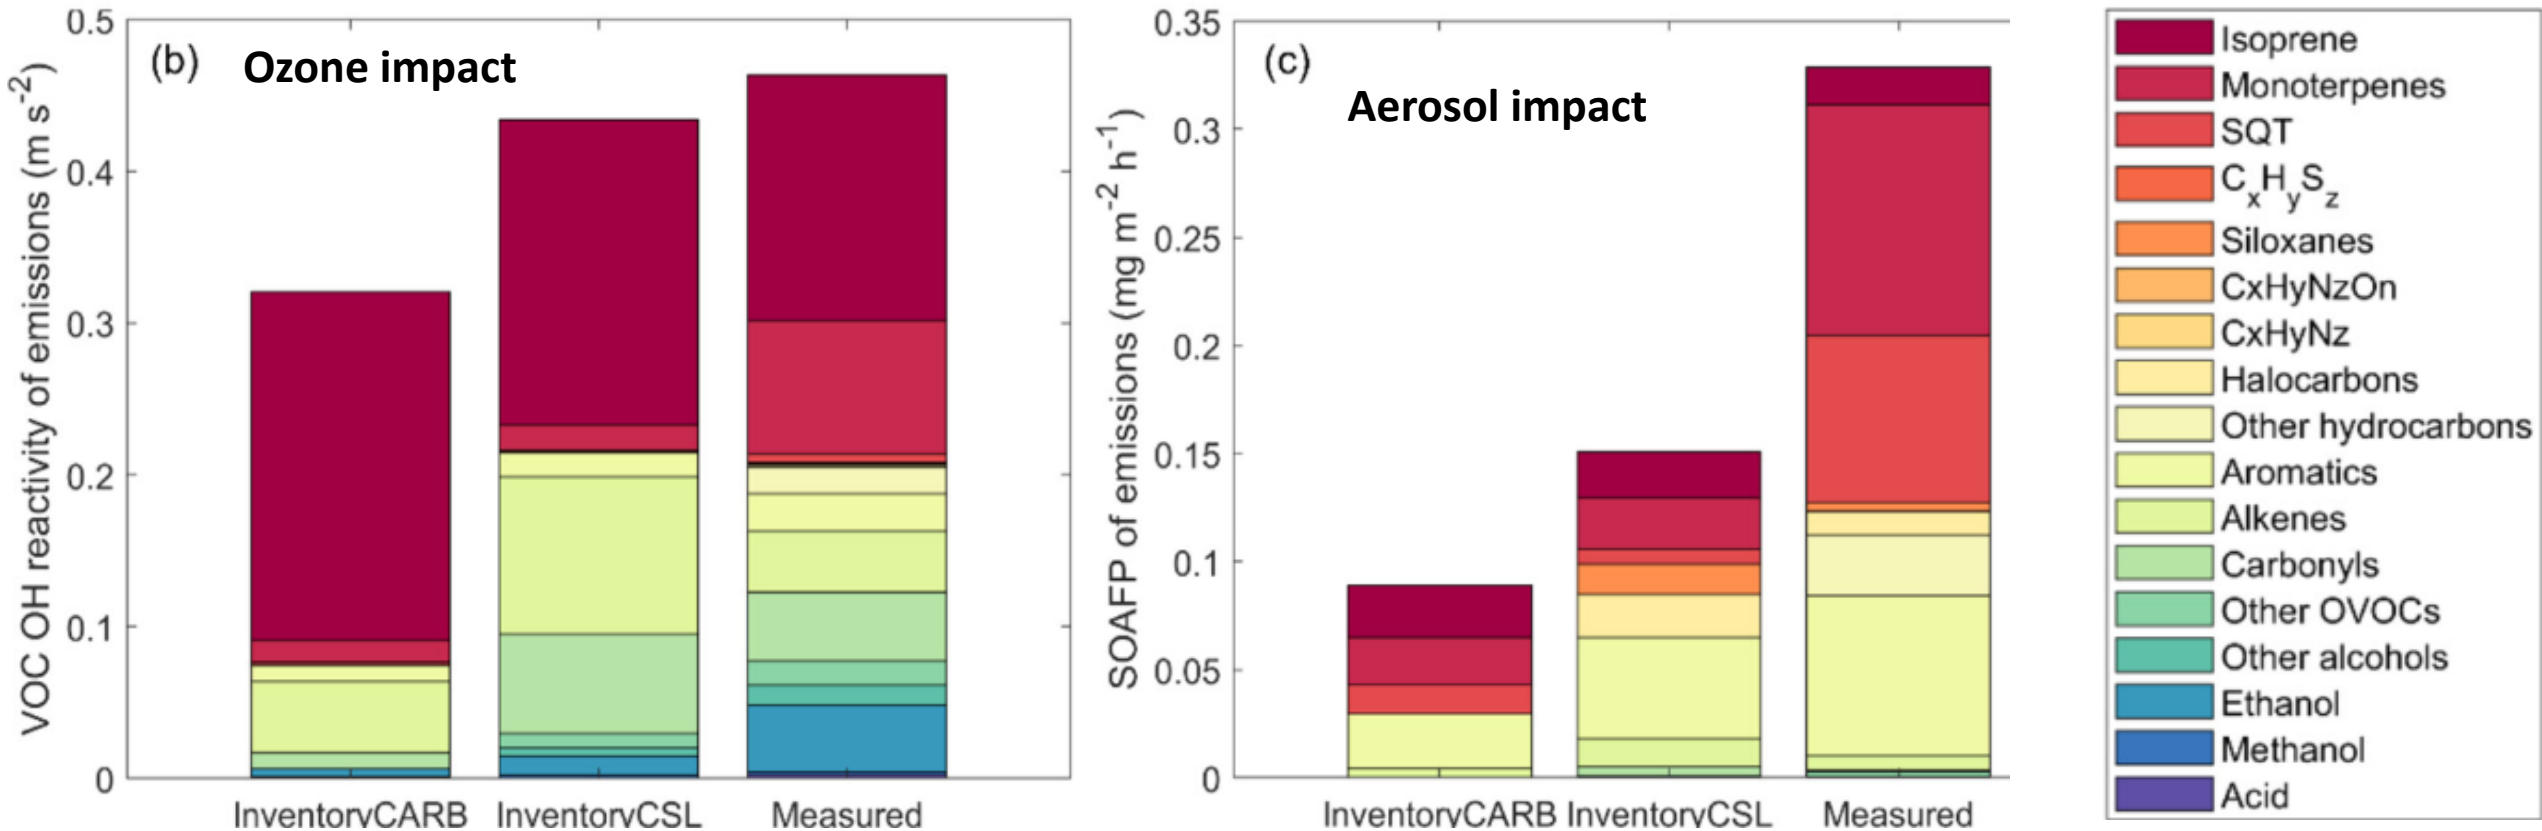 (b) Ozone impact
VOC OH reactivity of emissions (m s⁻²)
0.5
0.4
0.3
0.2
0.1
0
InventoryCARB InventoryCSL Measured
(c)
Aerosol impact
SOAFP of emissions (mg m⁻² h⁻¹)
0.35
0.3
0.25
0.2
0.15
0.1
0.05
0
InventoryCARB InventoryCSL Measured
Isoprene
Monoterpenes
SQT
CₓHᵧS_z
Siloxanes
CxHyNzOn
CxHyNz
Halocarbons
Other hydrocarbons
Aromatics
Alkenes
Carbonyls
Other OVOCs
Other alcohols
Ethanol
Methanol
Acid